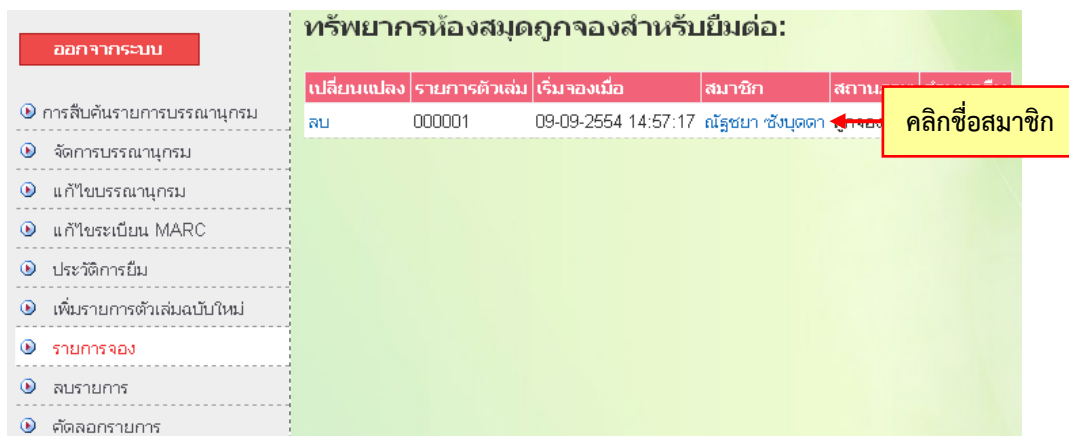 ทรัพยากรห้องสมุดถูกจองสำหรับยืมต่อ:
ออกจากระบบ
เปลี่ยนแปลง รายการตัวเล่ม เริ่มจองเมื่อ สมาชิก
ลบ 000001 09-09-2554 14:57:17 ณัฐชยา ซังบุดดา
คลิกชื่อสมาชิก
การสืบค้นรายการบรรณานุกรม
จัดการบรรณานุกรม
แก้ไขบรรณานุกรม
แก้ไขระเบียน MARC
ประวัติการยืม
เพิ่มรายการตัวเล่มฉบับใหม่
รายการจอง
ลบรายการ
คัดลอกรายการ